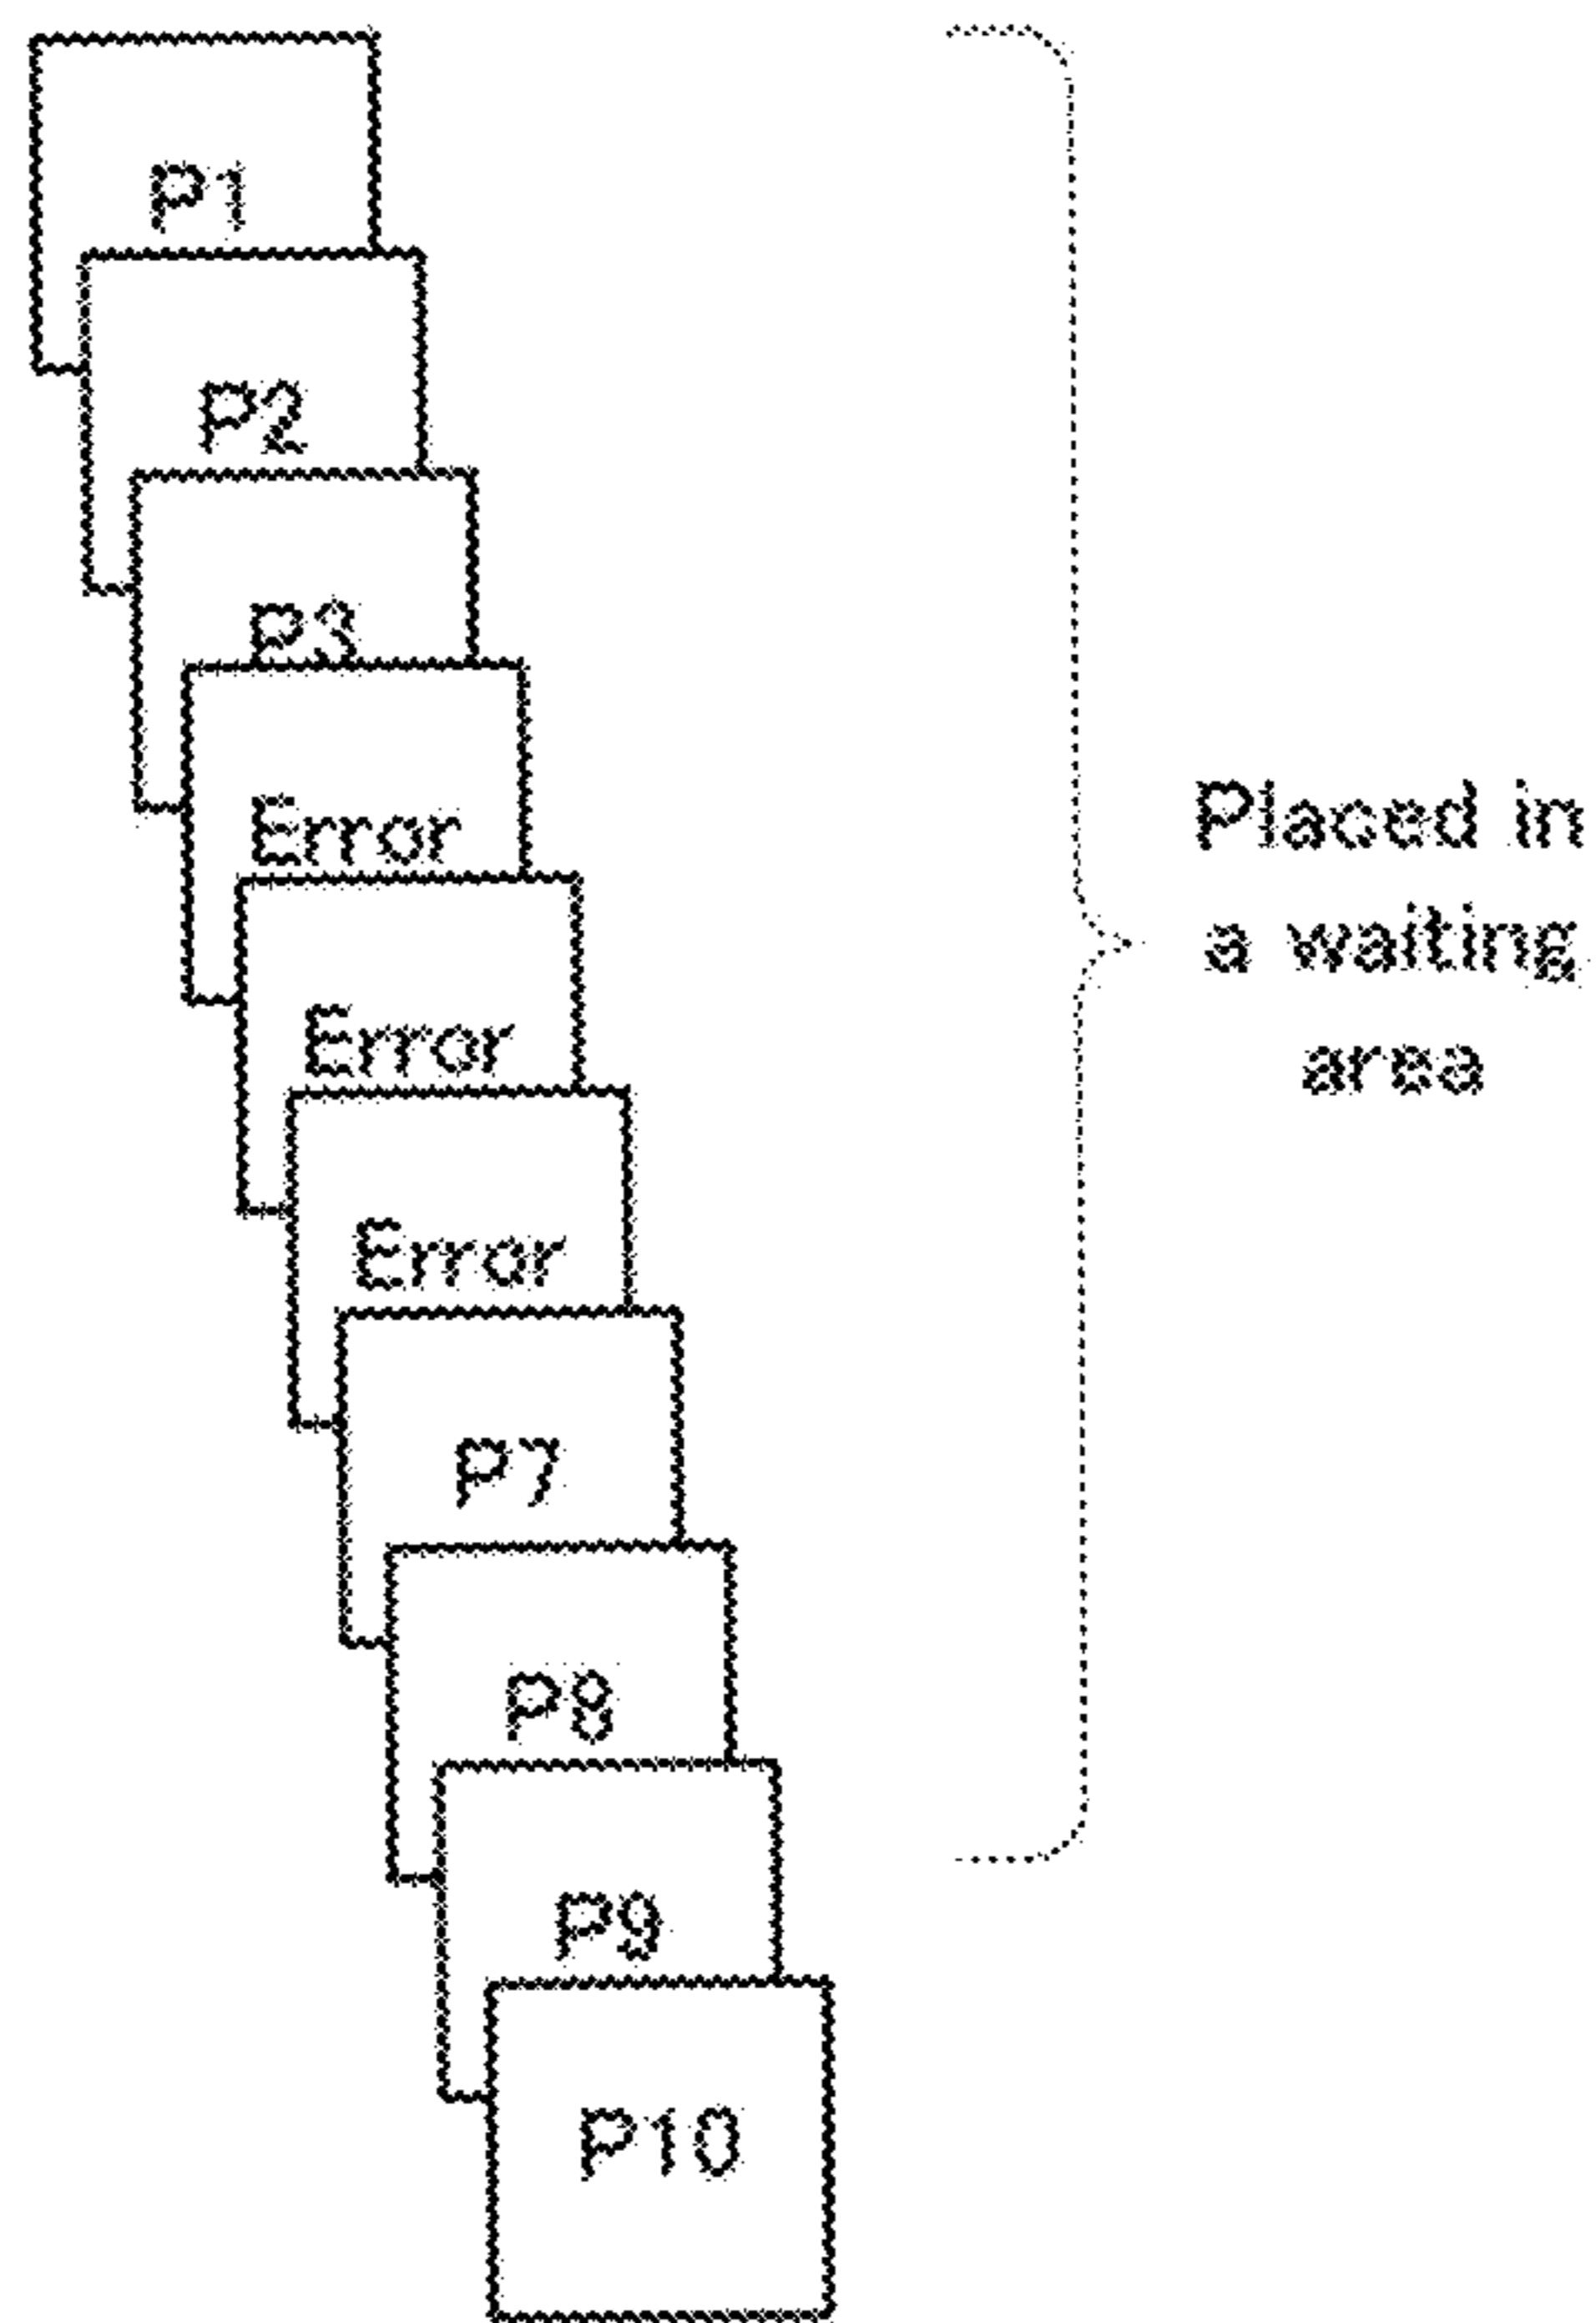 P1
P2
P3
Error
Error
Error
P7
P8
P9
P10
Placed in
a waiting
area